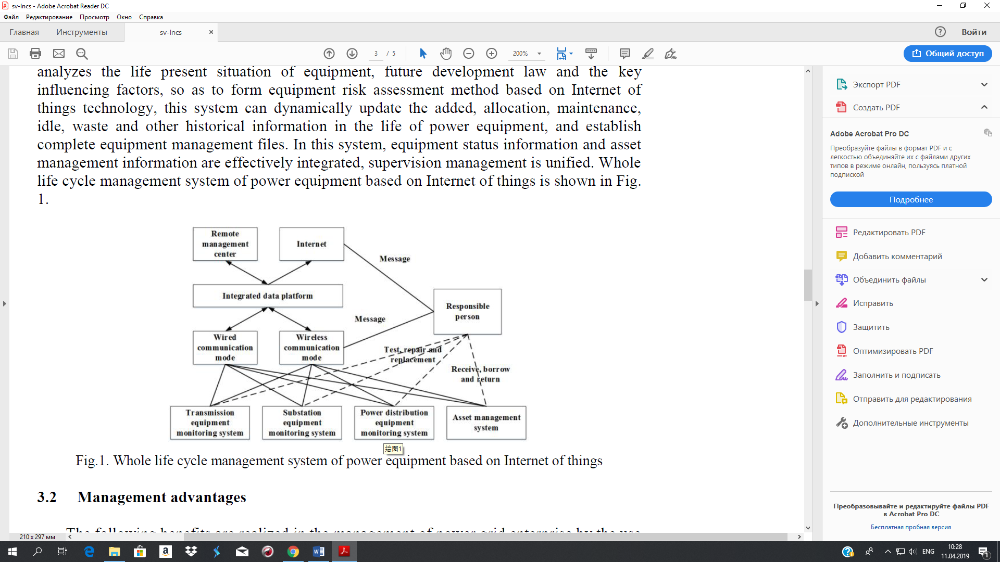 sv-lncs - Adobe Acrobat Reader DC
Файл Редактирование Просмотр Окно Справка
Главная Инструменты sv-lncs Войти
3 / 5 200% Общий доступ
analyzes the life present situation of equipment, future development law and the key
influencing factors, so as to form equipment risk assessment method based on Internet of
things technology, this system can dynamically update the added, allocation, maintenance,
idle, waste and other historical information in the life of power equipment, and establish
complete equipment management files. In this system, equipment status information and asset
management information are effectively integrated, supervision management is unified. Whole
life cycle management system of power equipment based on Internet of things is shown in Fig.
1.
Remote
management
center
Internet
Message
Integrated data platform
Responsible
person
Message
Wired
communication
mode
Wireless
communication
mode
Test, repair and
replacement
Receive, borrow
and return
Transmission
equipment
monitoring system
Substation
equipment
monitoring system
Power distribution
equipment
monitoring system
Asset management
system
绘图1
Fig.1. Whole life cycle management system of power equipment based on Internet of things
3.2 Management advantages
The following benefits are realized in the management of power grid enterprise by the use
210 x 297 мм
Экспорт PDF
Создать PDF
Adobe Acrobat Pro DC
Преобразуйте файлы в формат PDF и с
легкостью объединяйте их с файлами других
типов в режиме онлайн, пользуясь платной
подпиской
Подробнее
Редактировать PDF
Добавить комментарий
Объединить файлы
Исправить
Защитить
Оптимизировать PDF
Заполнить и подписать
Отправить для редактирования
Дополнительные инструменты
Преобразовывайте и редактируйте файлы PDF
в Acrobat Pro DC
Бесплатная пробная версия
ENG
10:28
11.04.2019
1